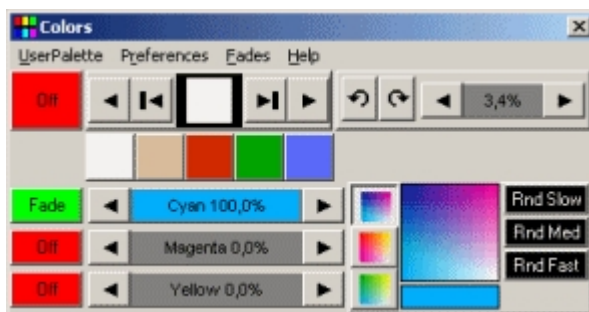 Colors
UserPalette Preferences Fades Help
Off 3,4%
Fade Cyan 100,0% Rnd Slow
Off Magenta 0,0% Rnd Med
Rnd Fast
Off Yellow 0,0%